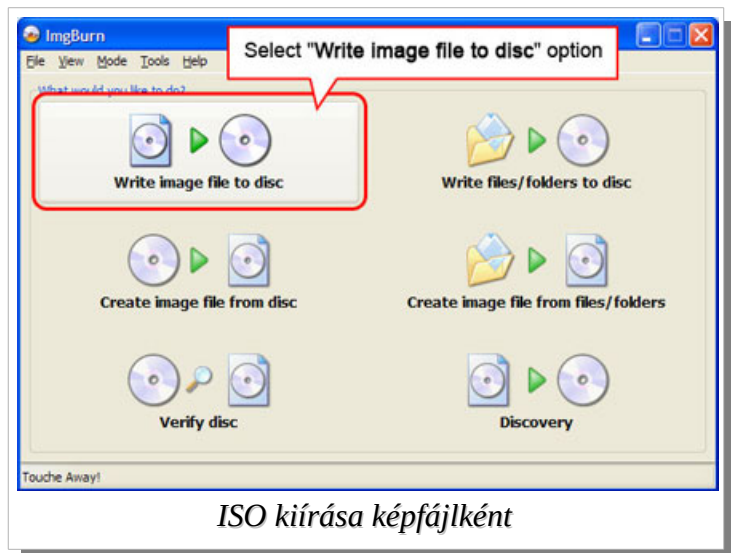 ImgBurn
File View Mode Tools Help
Select "Write image file to disc" option
What would you like to do?
Write image file to disc
Write files/folders to disc
Create image file from disc
Create image file from files/folders
Verify disc
Discovery
Touche Away!
ISO kiírása képfájlként